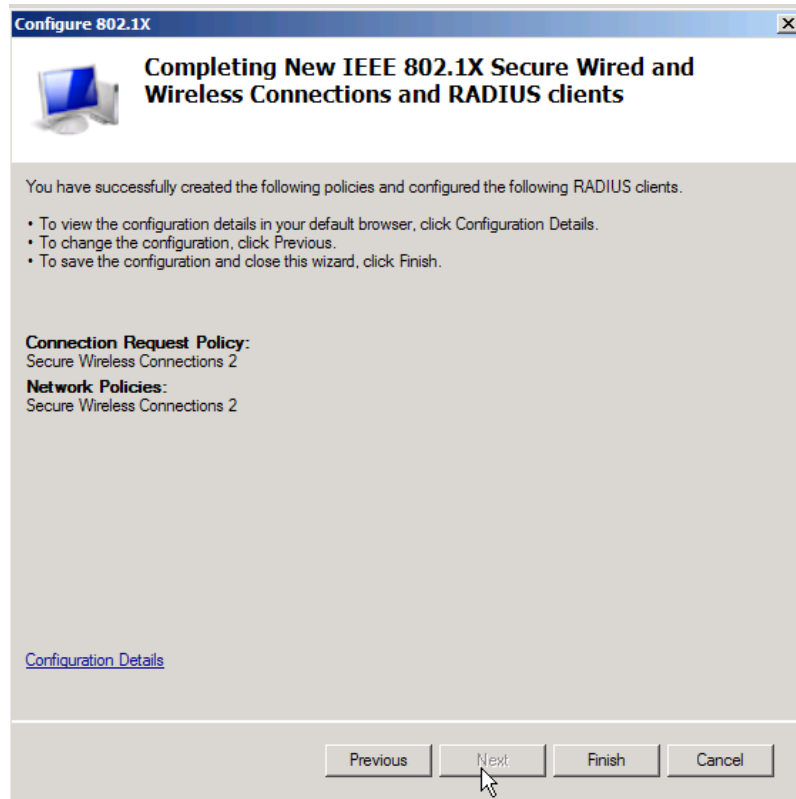 Configure 802.1X
Completing New IEEE 802.1X Secure Wired and
Wireless Connections and RADIUS clients
You have successfully created the following policies and configured the following RADIUS clients.
• To view the configuration details in your default browser, click Configuration Details.
• To change the configuration, click Previous.
• To save the configuration and close this wizard, click Finish.
Connection Request Policy:
Secure Wireless Connections 2
Network Policies:
Secure Wireless Connections 2
Configuration Details
Previous Next Finish Cancel